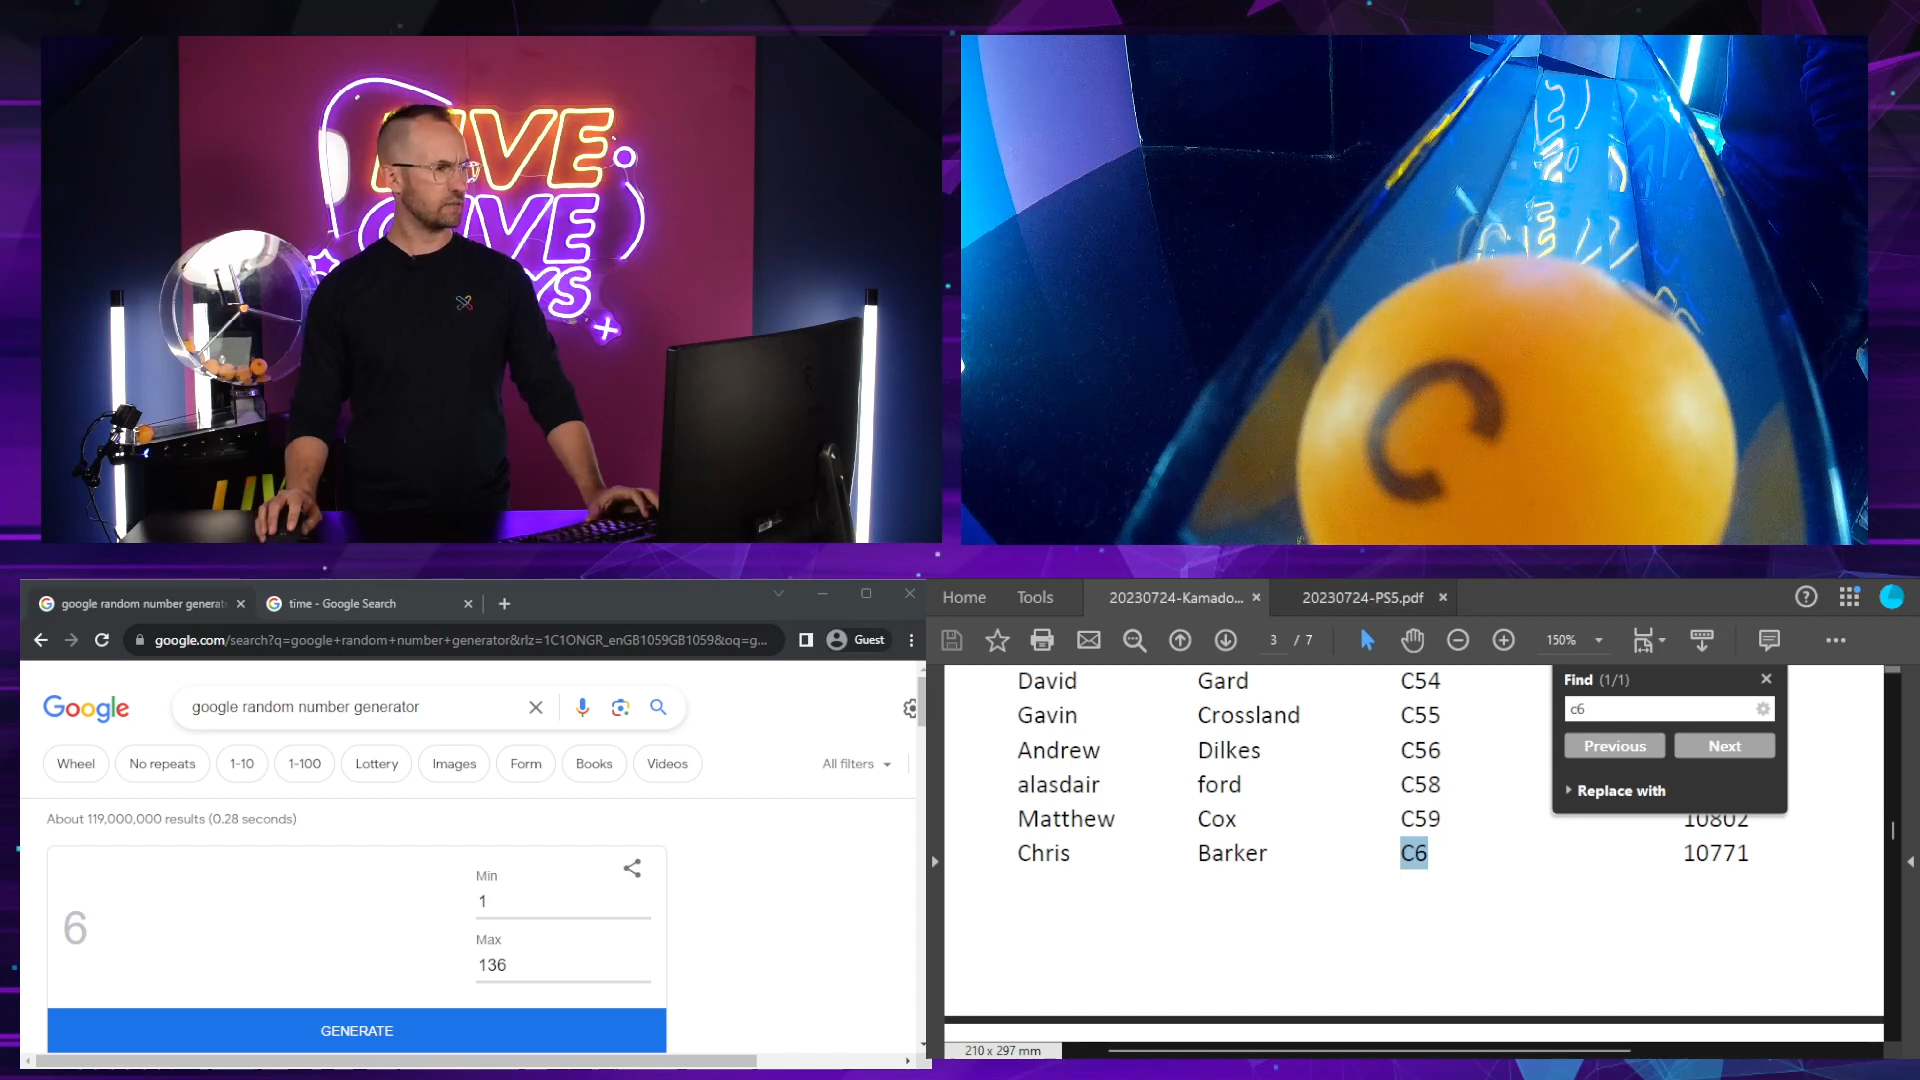 LIVE
GIVE
YS
C
google random number generat
time - Google Search
google.com/search?q=google+random+number+generator&rlz=1C1ONGR_enGB1059GB1059&oq=g...
Guest
Google
google random number generator
Wheel
No repeats
1-10
1-100
Lottery
Images
Form
Books
Videos
All filters
About 119,000,000 results (0.28 seconds)
6
Min
1
Max
136
GENERATE
Home
Tools
20230724-Kamado...
20230724-PS5.pdf
3 / 7
150%
David Gard C54
Gavin Crossland C55
Andrew Dilkes C56
alasdair ford C58
Matthew Cox C59 10802
Chris Barker C6 10771
Find (1/1)
c6
Previous
Next
Replace with
210 x 297 mm